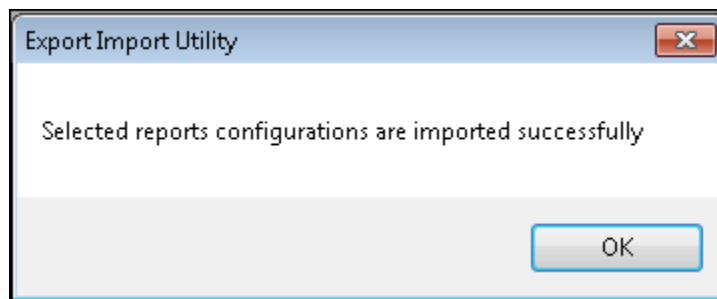 Export Import Utility
Selected reports configurations are imported successfully
OK